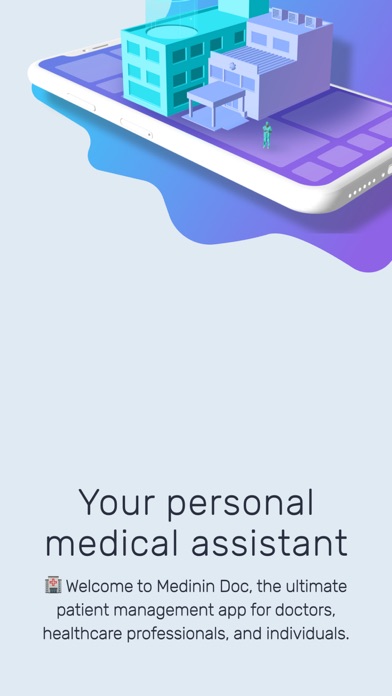 Your personal
medical assistant
🏥 Welcome to Medinin Doc, the ultimate
patient management app for doctors,
healthcare professionals, and individuals.